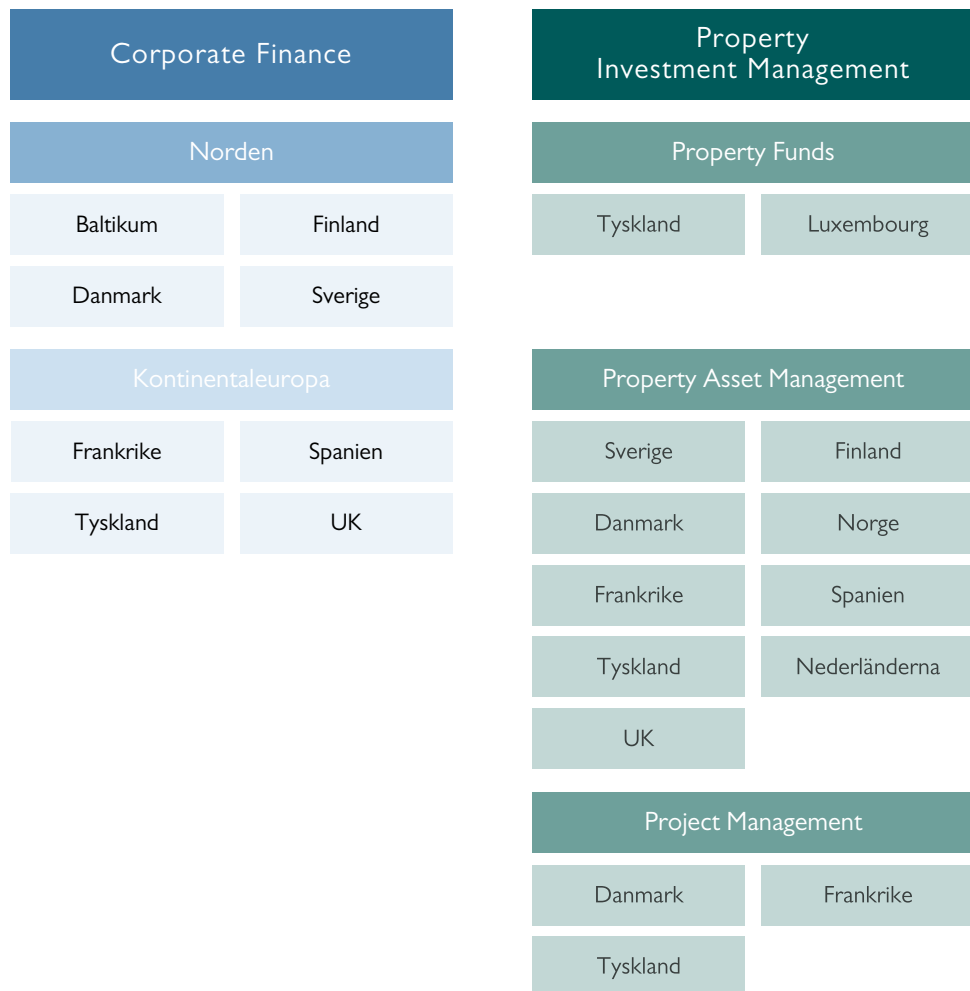 Corporate Finance
Norden
Baltikum
Finland
Danmark
Sverige
Kontinentaleuropa
Frankrike
Spanien
Tyskland
UK
Property
Investment Management
Property Funds
Tyskland
Luxembourg
Property Asset Management
Sverige
Finland
Danmark
Norge
Frankrike
Spanien
Tyskland
Nederländerna
UK
Project Management
Danmark
Frankrike
Tyskland